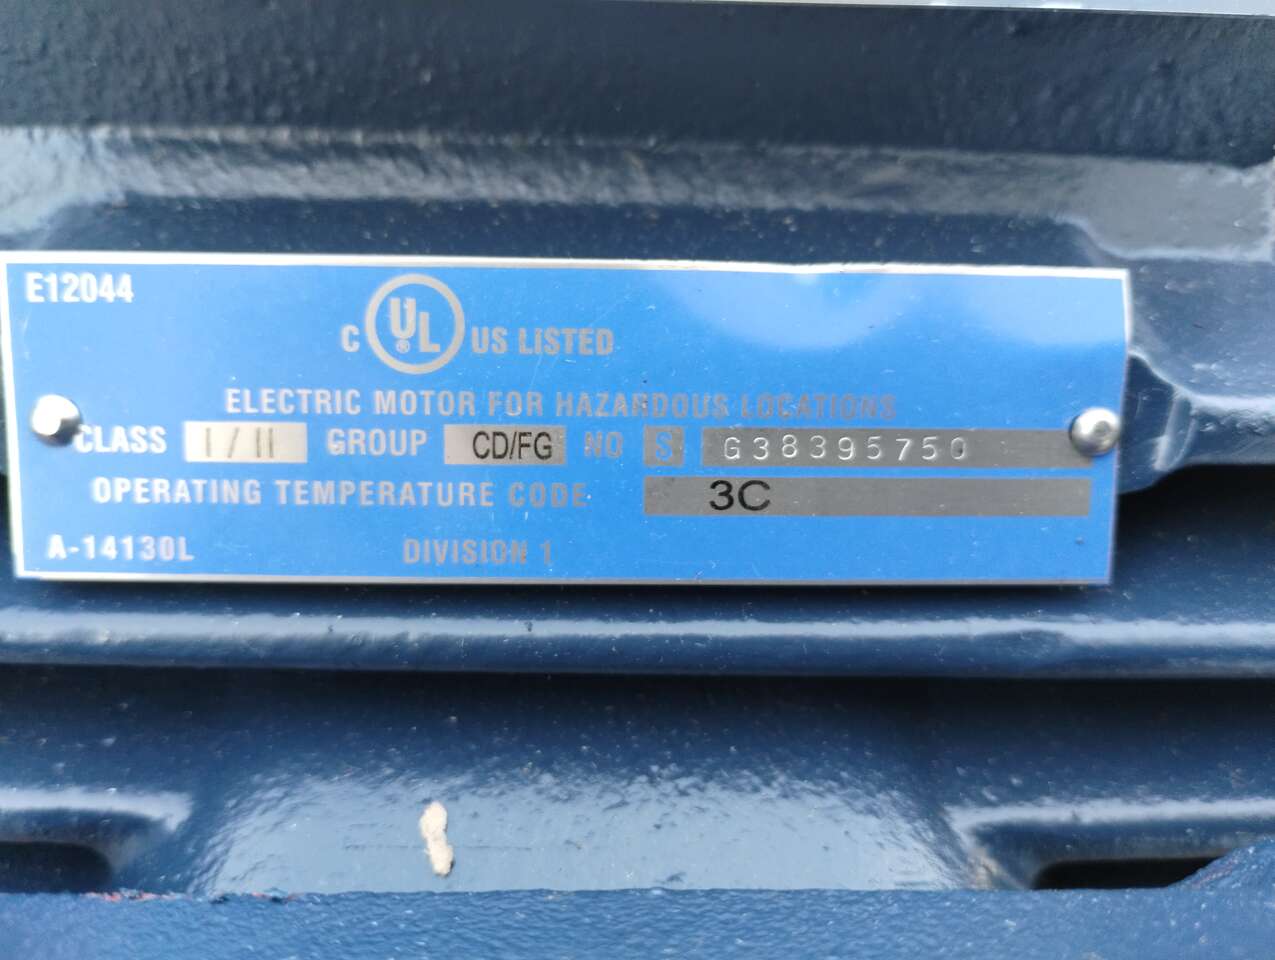 E12044
C UL® US LISTED
ELECTRIC MOTOR FOR HAZARDOUS LOCATIONS
CLASS I/II GROUP CD/FG NO S G38395750
OPERATING TEMPERATURE CODE 3C
A-14130L DIVISION 1